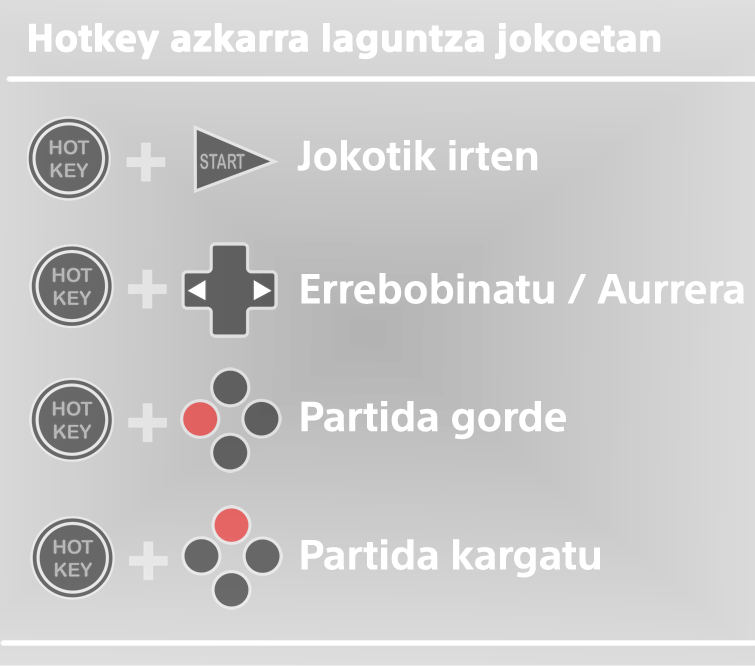 Hotkey azkarra laguntza jokoetan
HOT
KEY
+
START
Jokotik irten
HOT
KEY
+
Errebobinatu / Aurrera
HOT
KEY
+
Partida gorde
HOT
KEY
+
Partida kargatu